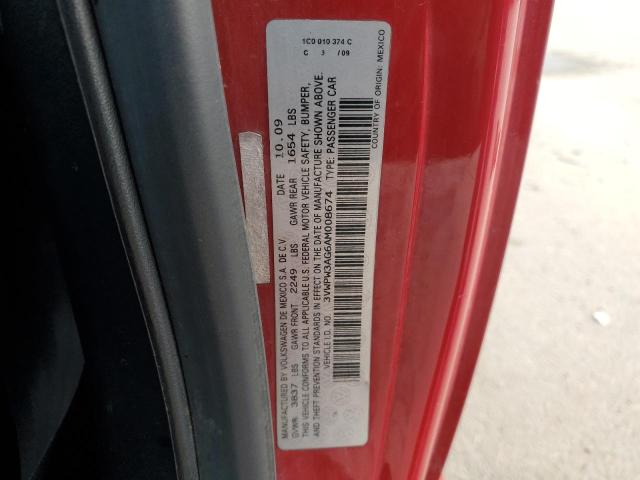 MANUFACTURED BY VOLKSWAGEN DE MEXICO S.A. DE C.V. DATE 10.09
GVWR: 3837 LBS GAWR FRONT 2249 LBS GAWR REAR 1654 LBS
THIS VEHICLE CONFORMS TO ALL APPLICABLE U.S. FEDERAL MOTOR VEHICLE SAFETY, BUMPER,
AND THEFT PREVENTION STANDARDS IN EFFECT ON THE DATE OF MANUFACTURE SHOWN ABOVE.
VEHICLE I.D. NO. 3VWPW3AG6AM008674 TYPE: PASSENGER CAR
1C0 010 374 C
C 3 /09
COUNTRY OF ORIGIN: MEXICO